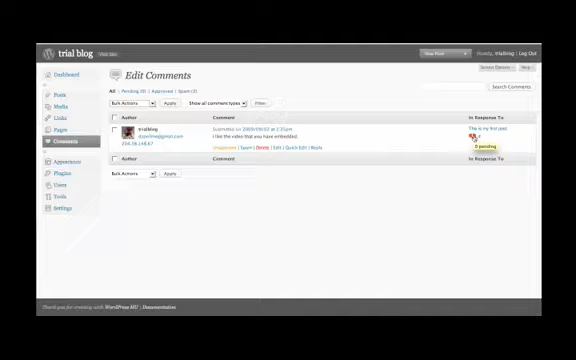 trial blog Visit Site
New Post
Howdy, trialblog | Log Out
Screen Options Help
Edit Comments
All | Pending (0) | Approved | Spam (2)
Search Comments
Bulk Actions Apply Show all comment types Filter
Author Comment In Response To
trialblog
Submitted on 2009/09/02 at 2:35pm
I like the video that you have embedded.
Unapprove | Spam | Delete | Edit | Quick Edit | Reply
This is my first post
0 pending
Author Comment In Response To
Bulk Actions Apply
Dashboard
Posts
Media
Links
Pages
Comments
Appearance
Plugins
Users
Tools
Settings
Thank you for creating with WordPress MU | Documentation